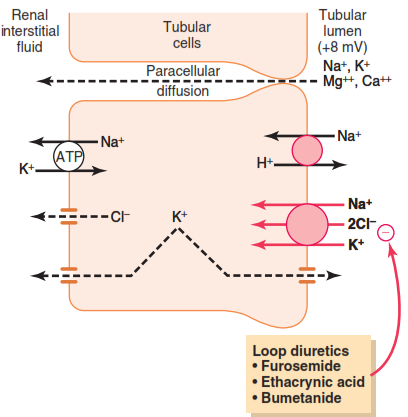 Renal
interstitial
fluid
Tubular
cells
Tubular
lumen
(+8 mV)
Paracellular
diffusion
Na+, K+
Mg++, Ca++
Na+
ATP
K+
Na+
H+
Cl–
K+
Na+
2Cl–
K+
–
Loop diuretics
• Furosemide
• Ethacrynic acid
• Bumetanide